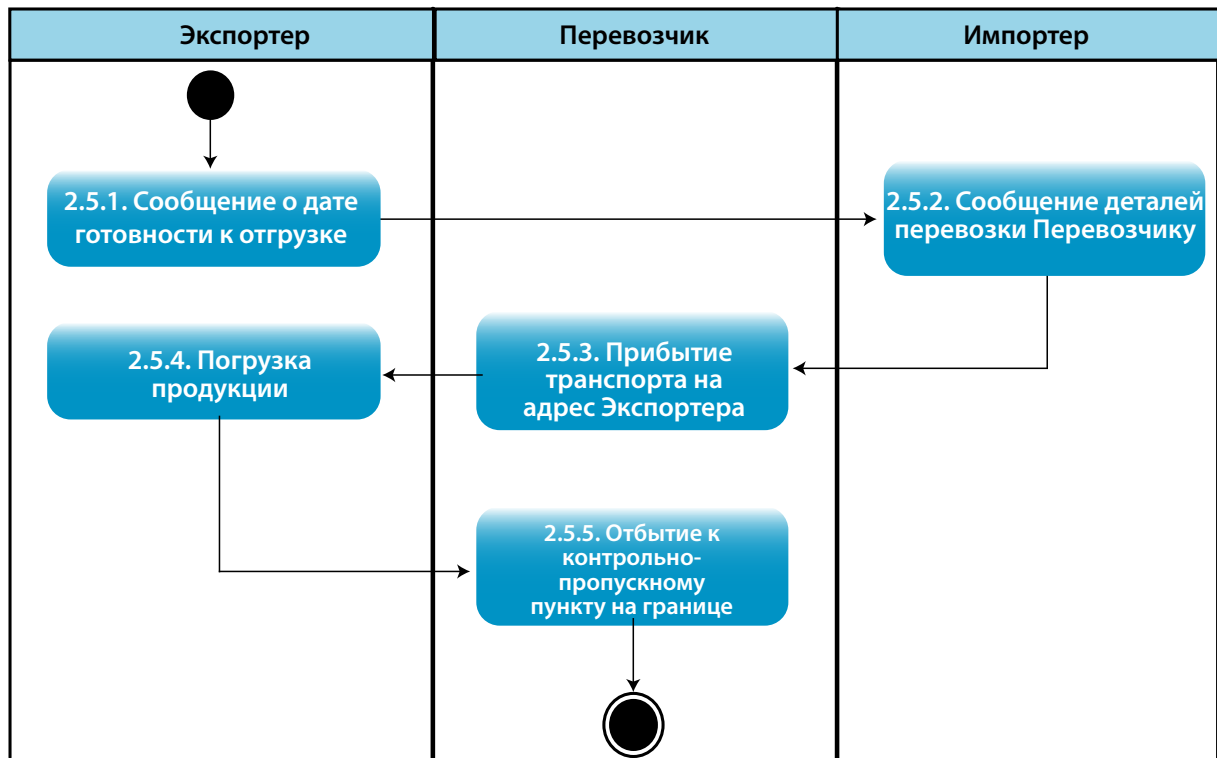 Экспортер
Перевозчик
Импортер
2.5.1. Сообщение о дате
готовности к отгрузке
2.5.2. Сообщение деталей
перевозки Перевозчику
2.5.3. Прибытие
транспорта на
адрес Экспортера
2.5.4. Погрузка
продукции
2.5.5. Отбытие к
контрольно-
пропускному
пункту на границе